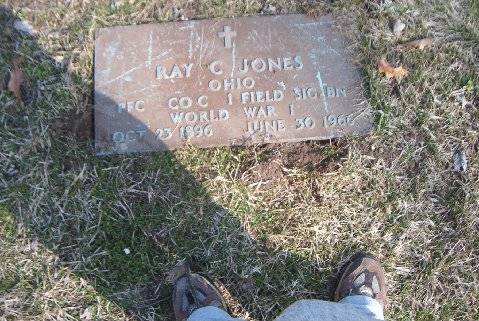 RAY C JONES
OHIO
PFC CO C 1 FIELD SIG BN
WORLD WAR I
OCT 23 1896 JUNE 30 1966